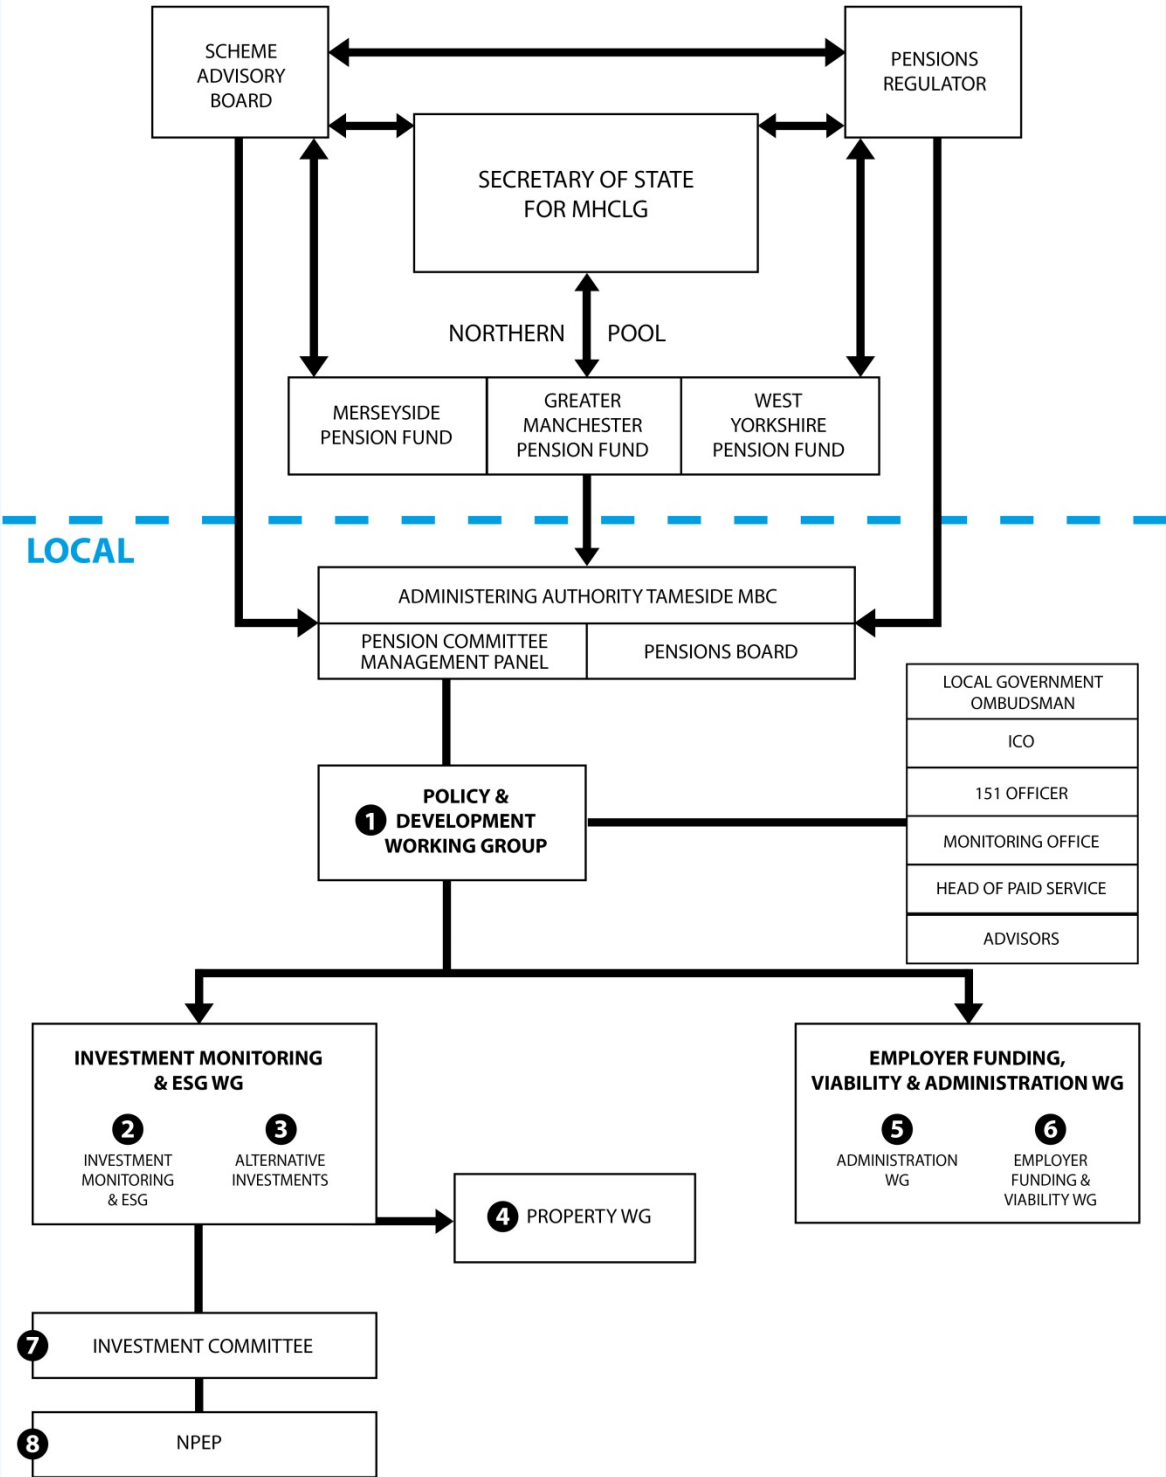 SCHEME
ADVISORY
BOARD
PENSIONS
REGULATOR
SECRETARY OF STATE
FOR MHCLG
NORTHERN POOL
MERSEYSIDE
PENSION FUND
GREATER
MANCHESTER
PENSION FUND
WEST
YORKSHIRE
PENSION FUND
LOCAL
ADMINISTERING AUTHORITY TAMESIDE MBC
PENSION COMMITTEE
MANAGEMENT PANEL
PENSIONS BOARD
LOCAL GOVERNMENT
OMBUDSMAN
ICO
151 OFFICER
MONITORING OFFICE
HEAD OF PAID SERVICE
ADVISORS
1
POLICY &
DEVELOPMENT
WORKING GROUP
INVESTMENT MONITORING
& ESG WG
2
INVESTMENT
MONITORING
& ESG
3
ALTERNATIVE
INVESTMENTS
4 PROPERTY WG
EMPLOYER FUNDING,
VIABILITY & ADMINISTRATION WG
5
ADMINISTRATION
WG
6
EMPLOYER
FUNDING &
VIABILITY WG
7 INVESTMENT COMMITTEE
8 NPEP